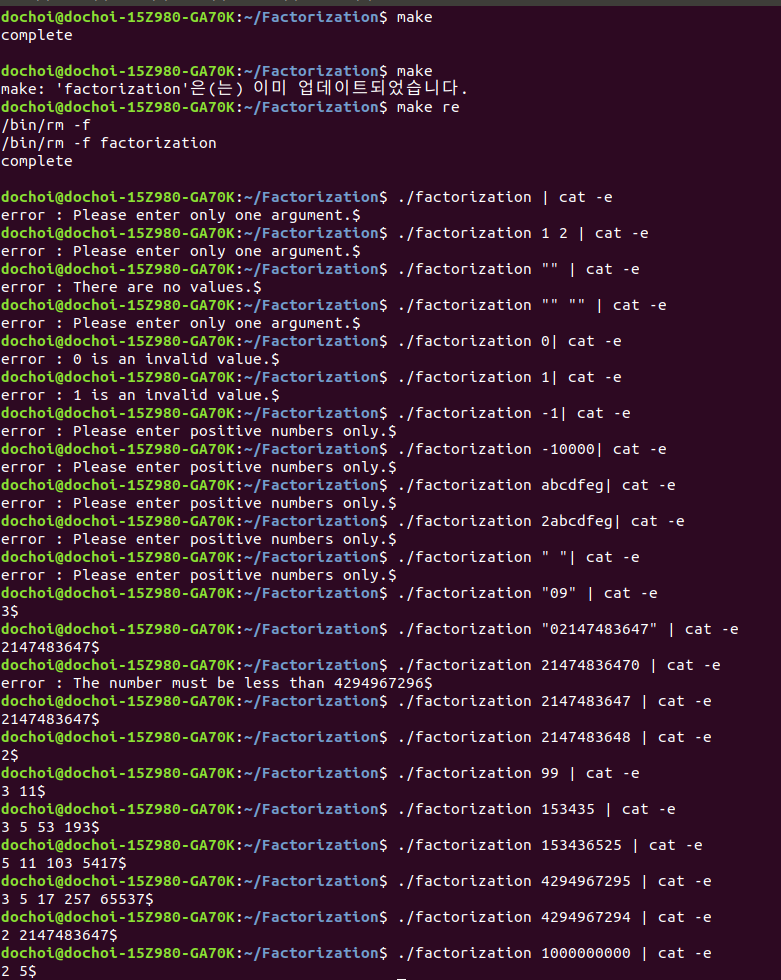 dochoi@dochoi-15Z980-GA70K:~/Factorization$ make
complete
dochoi@dochoi-15Z980-GA70K:~/Factorization$ make
make: 'factorization'은(는) 이미 업데이트되었습니다.
dochoi@dochoi-15Z980-GA70K:~/Factorization$ make re
/bin/rm -f
/bin/rm -f factorization
complete
dochoi@dochoi-15Z980-GA70K:~/Factorization$ ./factorization | cat -e
error : Please enter only one argument.$
dochoi@dochoi-15Z980-GA70K:~/Factorization$ ./factorization 1 2 | cat -e
error : Please enter only one argument.$
dochoi@dochoi-15Z980-GA70K:~/Factorization$ ./factorization "" | cat -e
error : There are no values.$
dochoi@dochoi-15Z980-GA70K:~/Factorization$ ./factorization "" "" | cat -e
error : Please enter only one argument.$
dochoi@dochoi-15Z980-GA70K:~/Factorization$ ./factorization 0| cat -e
error : 0 is an invalid value.$
dochoi@dochoi-15Z980-GA70K:~/Factorization$ ./factorization 1| cat -e
error : 1 is an invalid value.$
dochoi@dochoi-15Z980-GA70K:~/Factorization$ ./factorization -1| cat -e
error : Please enter positive numbers only.$
dochoi@dochoi-15Z980-GA70K:~/Factorization$ ./factorization -10000| cat -e
error : Please enter positive numbers only.$
dochoi@dochoi-15Z980-GA70K:~/Factorization$ ./factorization abcdfeg| cat -e
error : Please enter positive numbers only.$
dochoi@dochoi-15Z980-GA70K:~/Factorization$ ./factorization 2abcdfeg| cat -e
error : Please enter positive numbers only.$
dochoi@dochoi-15Z980-GA70K:~/Factorization$ ./factorization " "| cat -e
error : Please enter positive numbers only.$
dochoi@dochoi-15Z980-GA70K:~/Factorization$ ./factorization "09" | cat -e
3$
dochoi@dochoi-15Z980-GA70K:~/Factorization$ ./factorization "02147483647" | cat -e
2147483647$
dochoi@dochoi-15Z980-GA70K:~/Factorization$ ./factorization 21474836470 | cat -e
error : The number must be less than 4294967296$
dochoi@dochoi-15Z980-GA70K:~/Factorization$ ./factorization 2147483647 | cat -e
2147483647$
dochoi@dochoi-15Z980-GA70K:~/Factorization$ ./factorization 2147483648 | cat -e
2$
dochoi@dochoi-15Z980-GA70K:~/Factorization$ ./factorization 99 | cat -e
3 11$
dochoi@dochoi-15Z980-GA70K:~/Factorization$ ./factorization 153435 | cat -e
3 5 53 193$
dochoi@dochoi-15Z980-GA70K:~/Factorization$ ./factorization 153436525 | cat -e
5 11 103 5417$
dochoi@dochoi-15Z980-GA70K:~/Factorization$ ./factorization 4294967295 | cat -e
3 5 17 257 65537$
dochoi@dochoi-15Z980-GA70K:~/Factorization$ ./factorization 4294967294 | cat -e
2 2147483647$
dochoi@dochoi-15Z980-GA70K:~/Factorization$ ./factorization 1000000000 | cat -e
2 5$